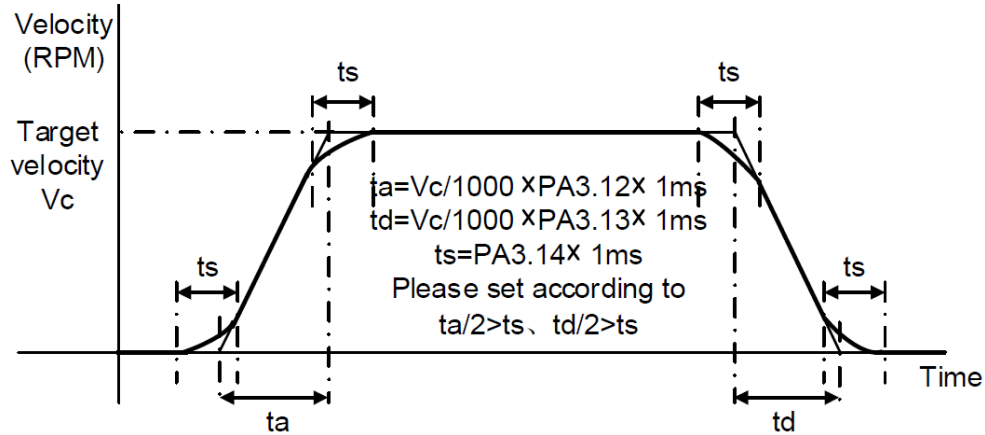 Velocity
(RPM)
ts
ts
Target
velocity
Vc
ta=Vc/1000 ×PA3.12× 1ms
td=Vc/1000 ×PA3.13× 1ms
ts=PA3.14× 1ms
Please set according to
ta/2>ts、td/2>ts
ts
ts
Time
ta
td